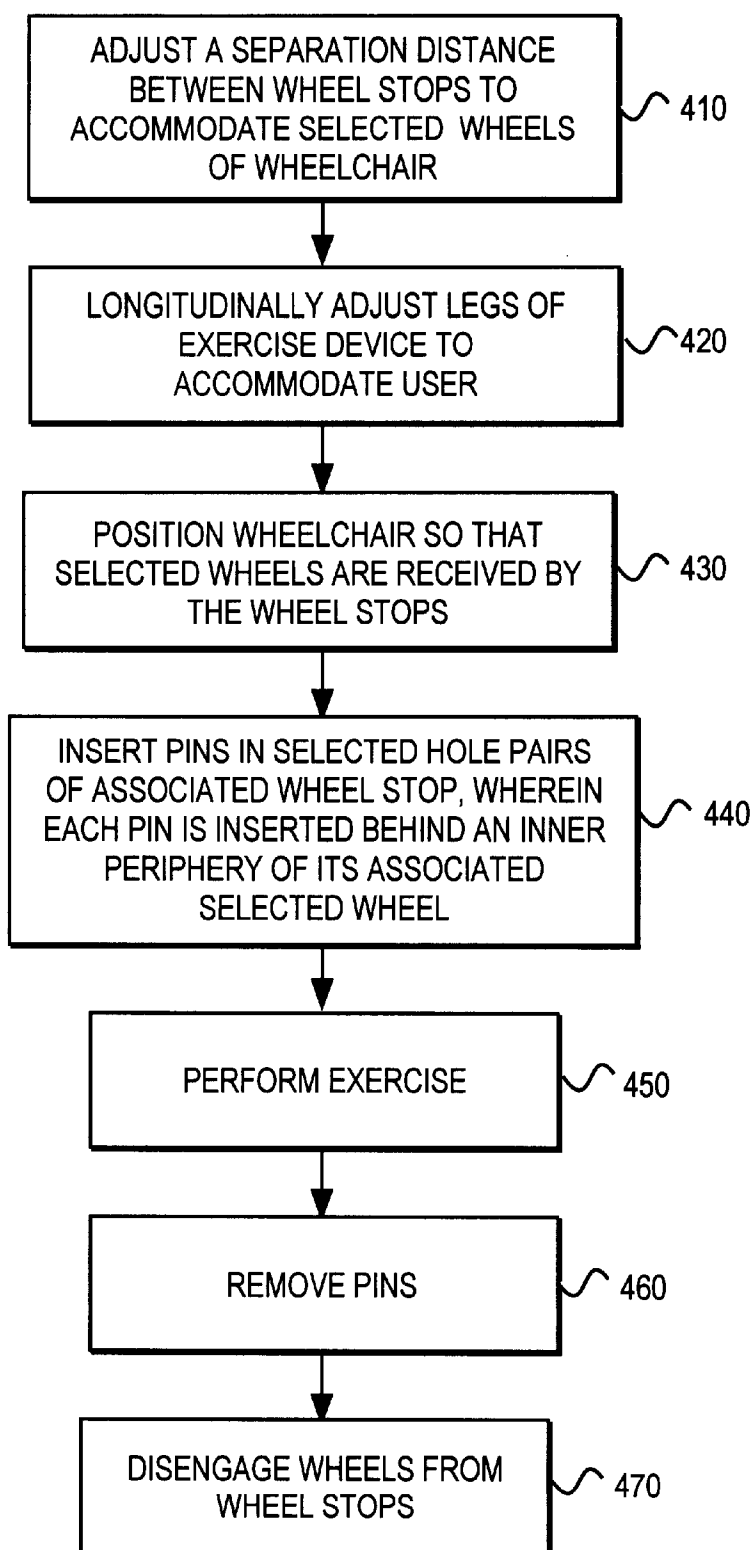 ADJUST A SEPARATION DISTANCE
BETWEEN WHEEL STOPS TO
ACCOMMODATE SELECTED WHEELS
OF WHEELCHAIR
410
LONGITUDINALLY ADJUST LEGS OF
EXERCISE DEVICE TO
ACCOMMODATE USER
420
POSITION WHEELCHAIR SO THAT
SELECTED WHEELS ARE RECEIVED BY
THE WHEEL STOPS
430
INSERT PINS IN SELECTED HOLE PAIRS
OF ASSOCIATED WHEEL STOP, WHEREIN
EACH PIN IS INSERTED BEHIND AN INNER
PERIPHERY OF ITS ASSOCIATED
SELECTED WHEEL
440
PERFORM EXERCISE
450
REMOVE PINS
460
DISENGAGE WHEELS FROM
WHEEL STOPS
470